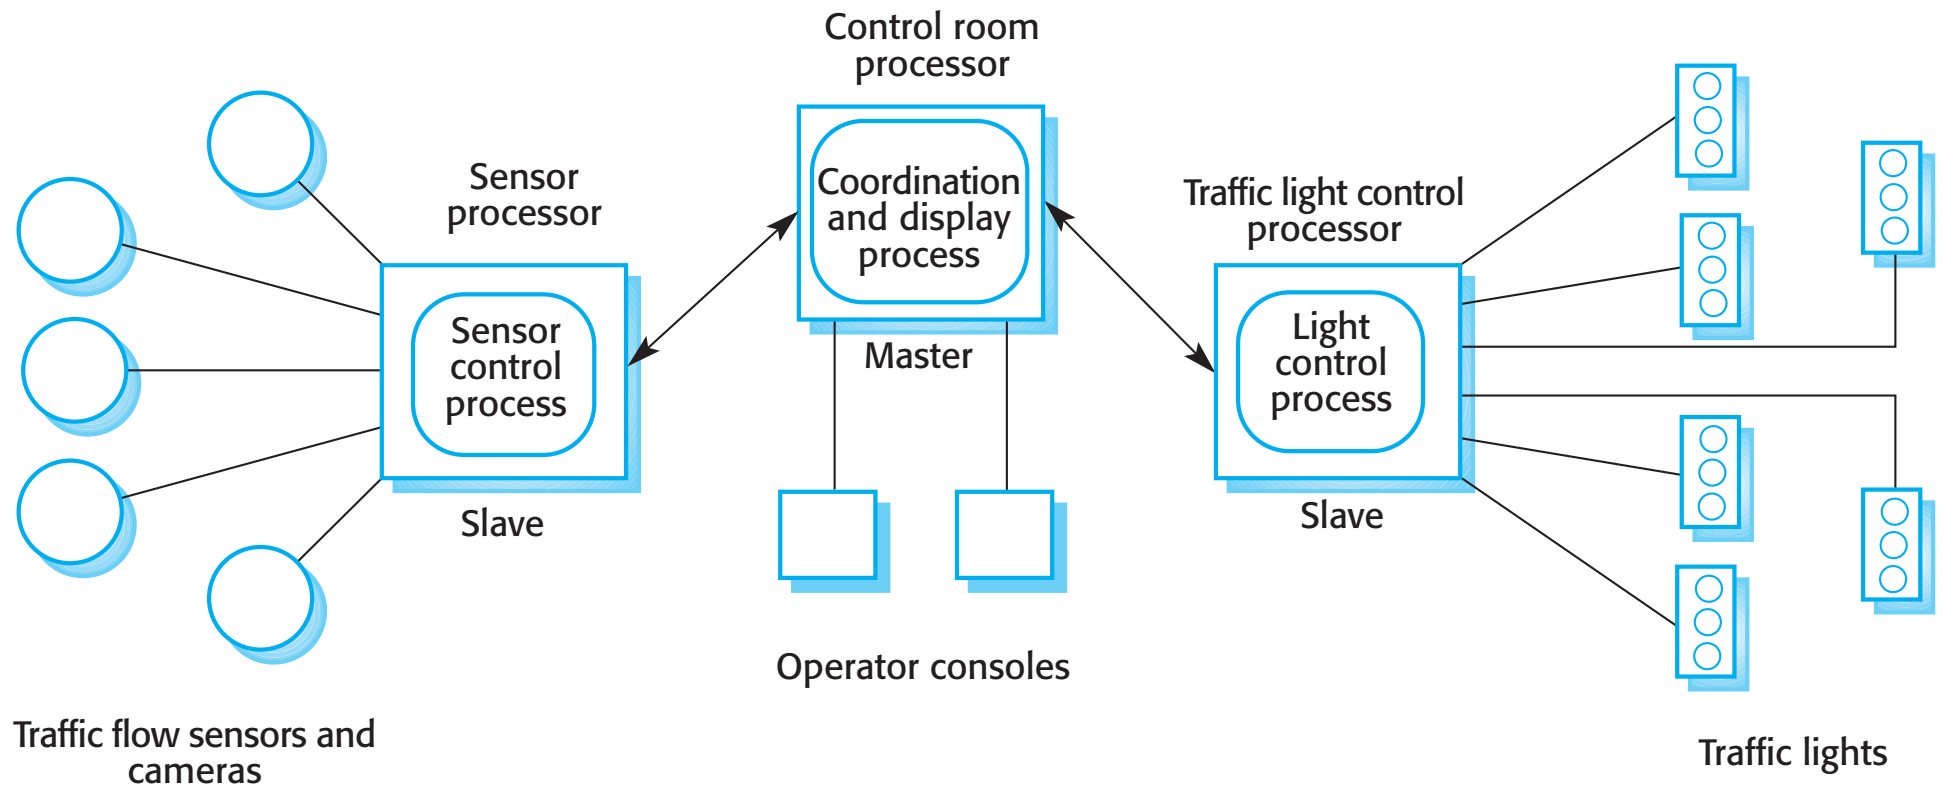 Control room
processor
Coordination
and display
process
Master
Sensor
processor
Sensor
control
process
Slave
Traffic light control
processor
Light
control
process
Slave
Operator consoles
Traffic flow sensors and
cameras
Traffic lights